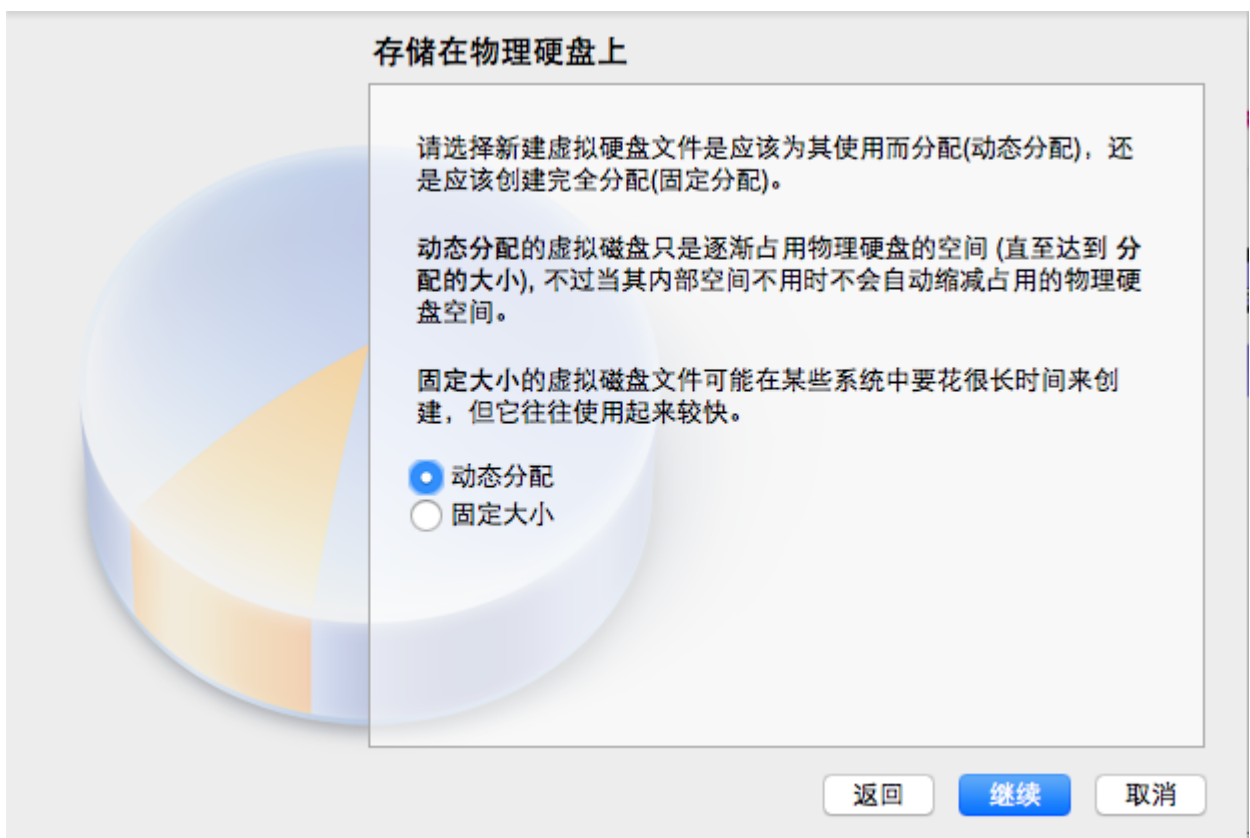 存储在物理硬盘上
请选择新建虚拟硬盘文件是应该为其使用而分配(动态分配)，还
是应该创建完全分配(固定分配)。
动态分配的虚拟磁盘只是逐渐占用物理硬盘的空间 (直至达到 分
配的大小), 不过当其内部空间不用时不会自动缩减占用的物理硬
盘空间。
固定大小的虚拟磁盘文件可能在某些系统中要花很长时间来创
建，但它往往使用起来较快。
动态分配
固定大小
返回 继续 取消